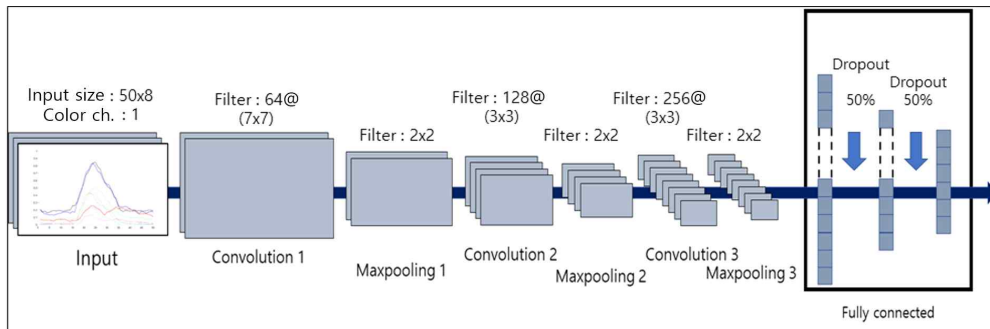 Input size : 50x8
Color ch. : 1
Input
Filter : 64@
(7x7)
Convolution 1
Filter : 2x2
Maxpooling 1
Filter : 128@
(3x3)
Convolution 2
Filter : 2x2
Maxpooling 2
Filter : 256@
(3x3)
Convolution 3
Filter : 2x2
Maxpooling 3
Dropout
50%
Dropout
50%
Fully connected